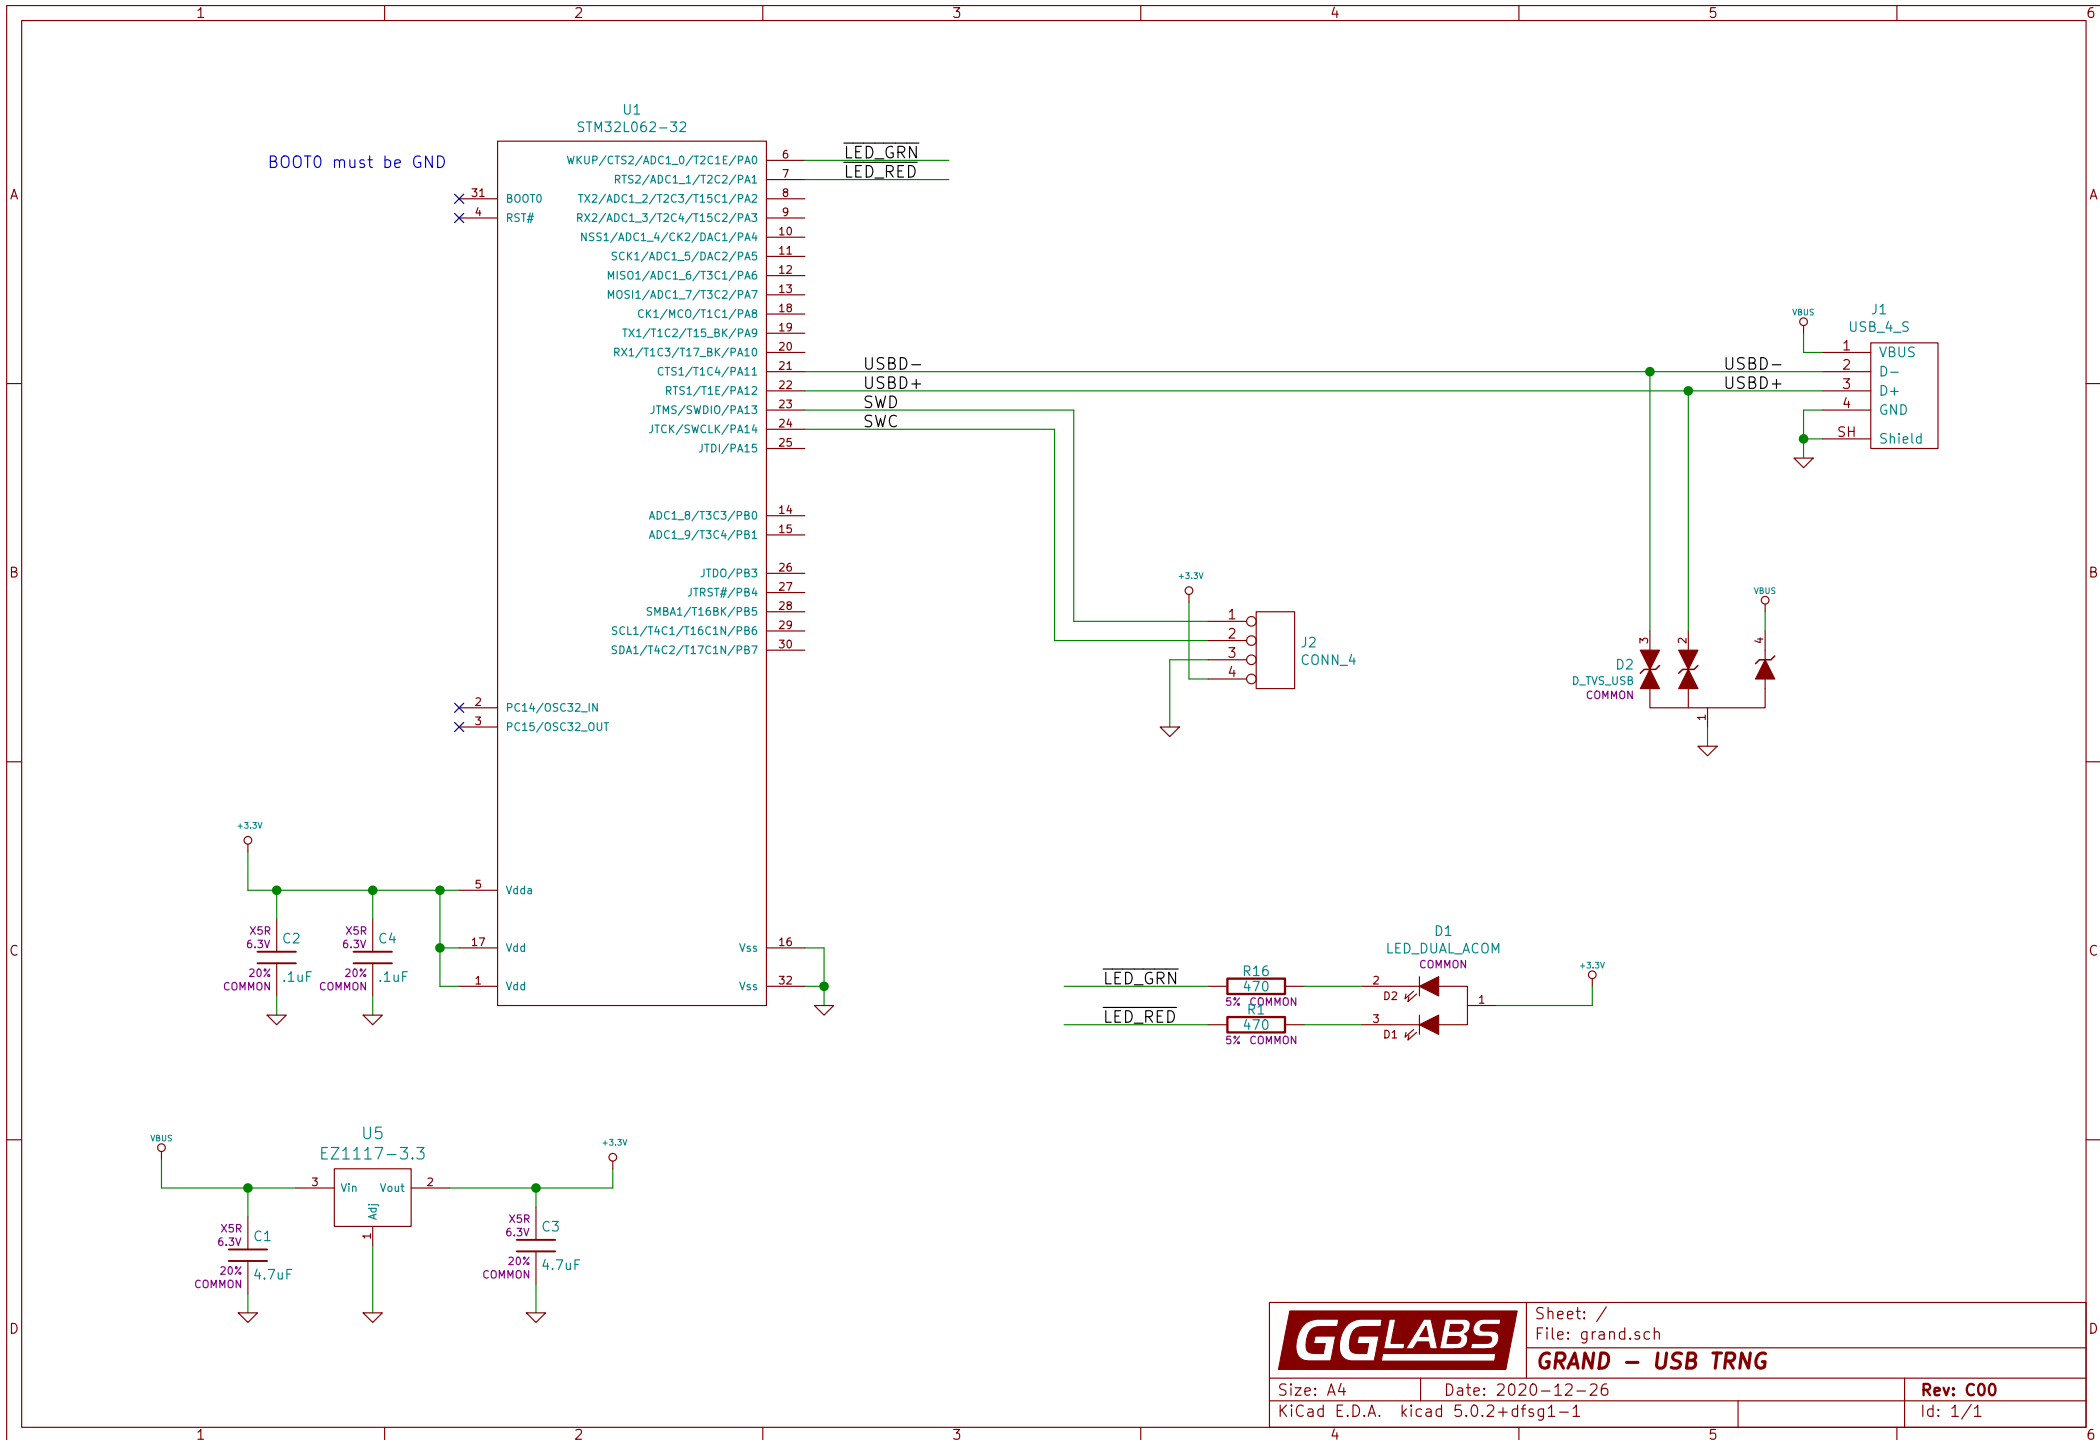 1 2 3 4 5 6
A A
B B
C C
D D
1 2 3 4 5 6
U1
STM32L062-32
BOOT0 must be GND
31 BOOT0
4 RST#
2 PC14/OSC32_IN
3 PC15/OSC32_OUT
5 Vdda
17 Vdd
1 Vdd
WKUP/CTS2/ADC1_0/T2C1E/PA0 6 LED_GRN
RTS2/ADC1_1/T2C2/PA1 7 LED_RED
TX2/ADC1_2/T2C3/T15C1/PA2 8
RX2/ADC1_3/T2C4/T15C2/PA3 9
NSS1/ADC1_4/CK2/DAC1/PA4 10
SCK1/ADC1_5/DAC2/PA5 11
MISO1/ADC1_6/T3C1/PA6 12
MOSI1/ADC1_7/T3C2/PA7 13
CK1/MCO/T1C1/PA8 18
TX1/T1C2/T15_BK/PA9 19
RX1/T1C3/T17_BK/PA10 20
CTS1/T1C4/PA11 21 USBD- USBD-
RTS1/T1E/PA12 22 USBD+ USBD+
JTMS/SWDIO/PA13 23 SWD
JTCK/SWCLK/PA14 24 SWC
JTDI/PA15 25
ADC1_8/T3C3/PB0 14
ADC1_9/T3C4/PB1 15
JTDO/PB3 26
JTRST#/PB4 27
SMBA1/T16BK/PB5 28
SCL1/T4C1/T16C1N/PB6 29
SDA1/T4C2/T17C1N/PB7 30
Vss 16
Vss 32
VBUS
J1
USB_4_S
1 VBUS
2 D-
3 D+
4 GND
SH Shield
+3.3V
1
2
3
4
J2
CONN_4
VBUS
3 2 4
D2
D_TVS_USB
COMMON
1
+3.3V
X5R
6.3V
C2
20%
COMMON
.1uF
X5R
6.3V
C4
20%
COMMON
.1uF
D1
LED_DUAL_ACOM
COMMON
+3.3V
LED_GRN
R16
470
5% COMMON
2
D2
1
LED_RED
R1
470
5% COMMON
3
D1
VBUS
U5
EZ1117-3.3
+3.3V
3 Vin Vout 2
Adj
1
X5R
6.3V
C1
20%
COMMON
4.7uF
X5R
6.3V
C3
20%
COMMON
4.7uF
GGLABS
Sheet: /
File: grand.sch
GRAND - USB TRNG
Size: A4 Date: 2020-12-26 Rev: C00
KiCad E.D.A. kicad 5.0.2+dfsg1-1 Id: 1/1